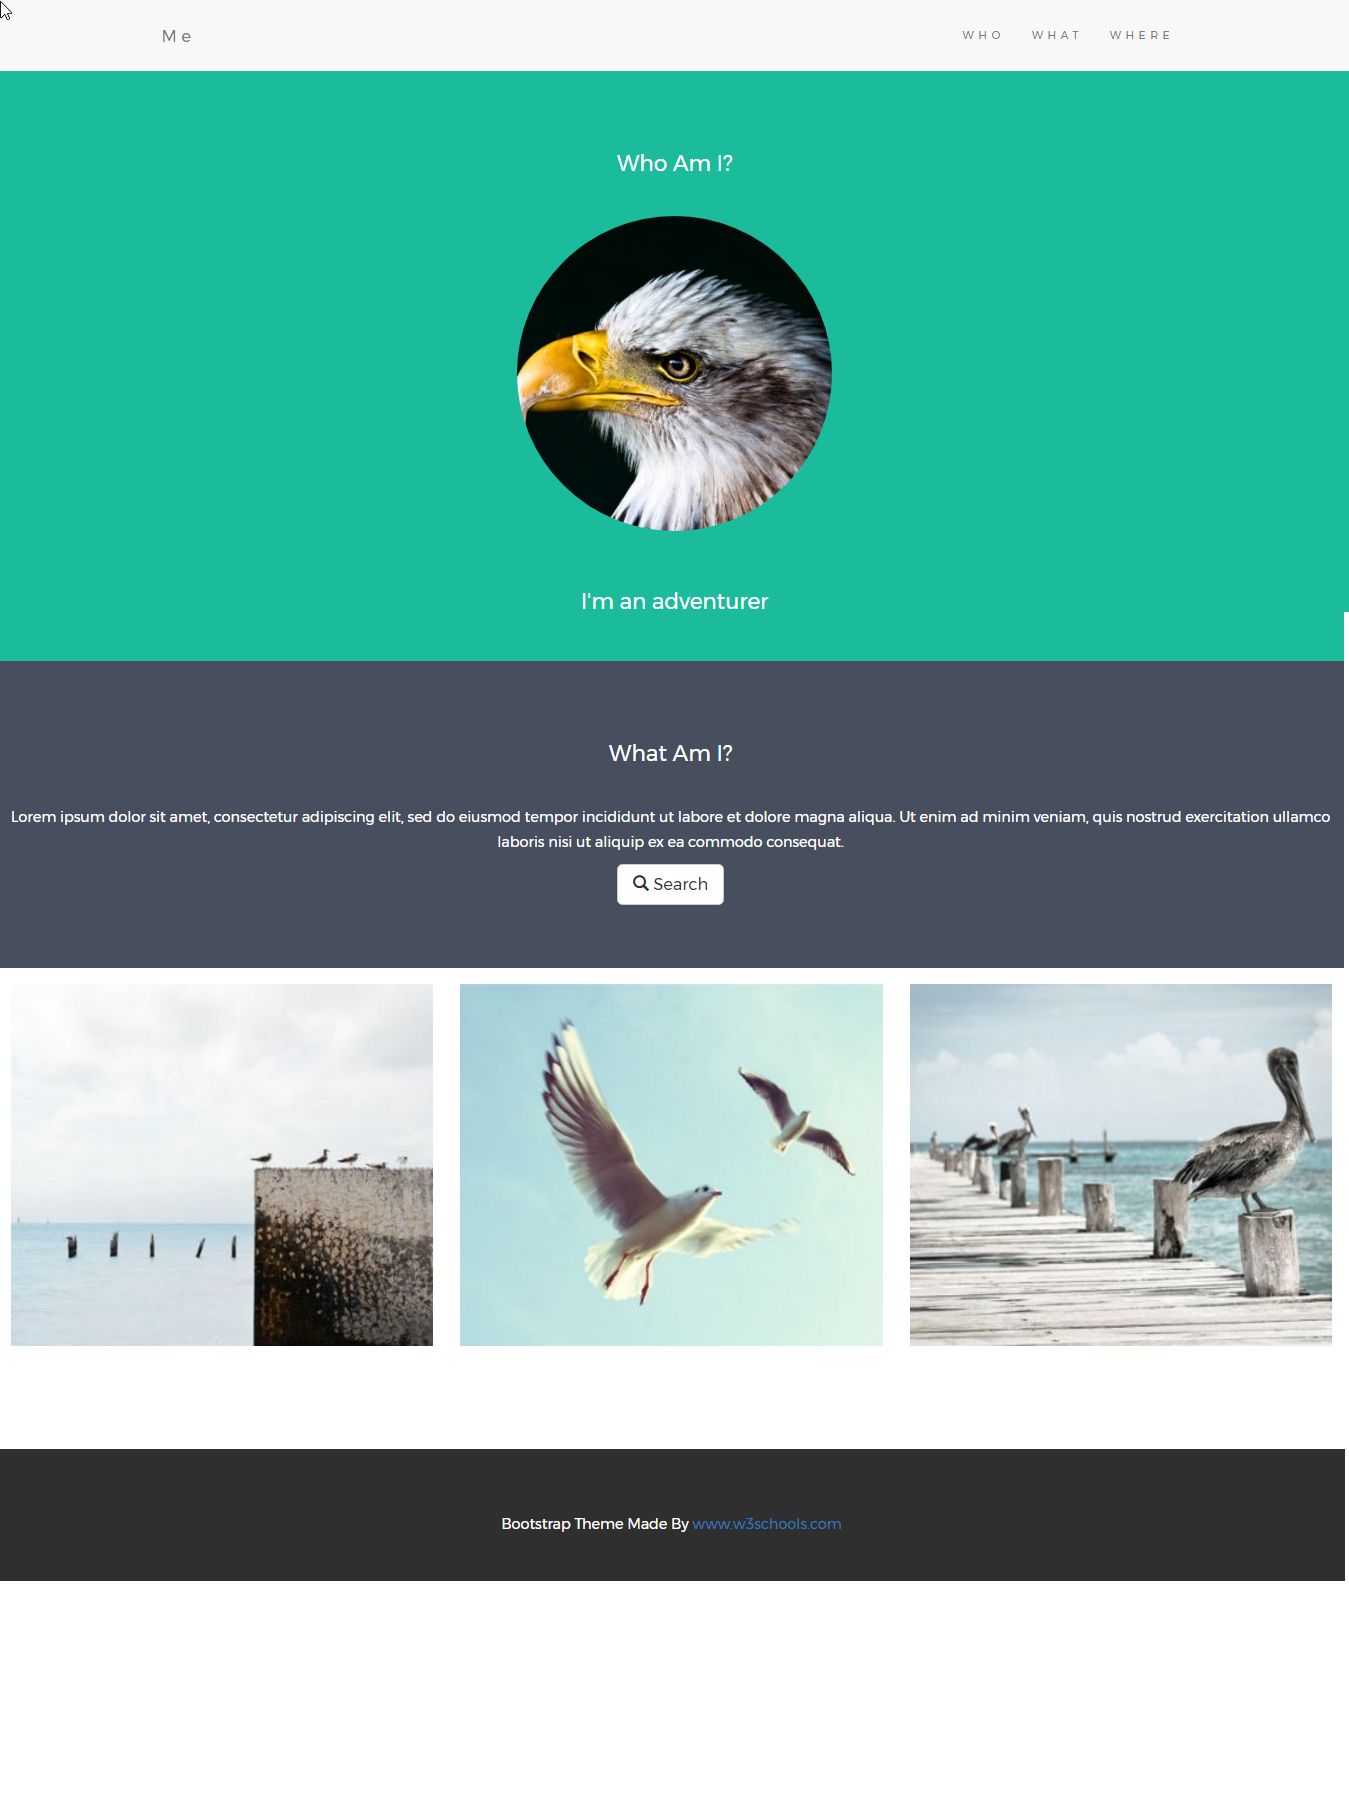 Me
WHO WHAT WHERE
Who Am I?
I'm an adventurer
What Am I?
Lorem ipsum dolor sit amet, consectetur adipiscing elit, sed do eiusmod tempor incididunt ut labore et dolore magna aliqua. Ut enim ad minim veniam, quis nostrud exercitation ullamco
laboris nisi ut aliquip ex ea commodo consequat.
Search
Bootstrap Theme Made By www.w3schools.com